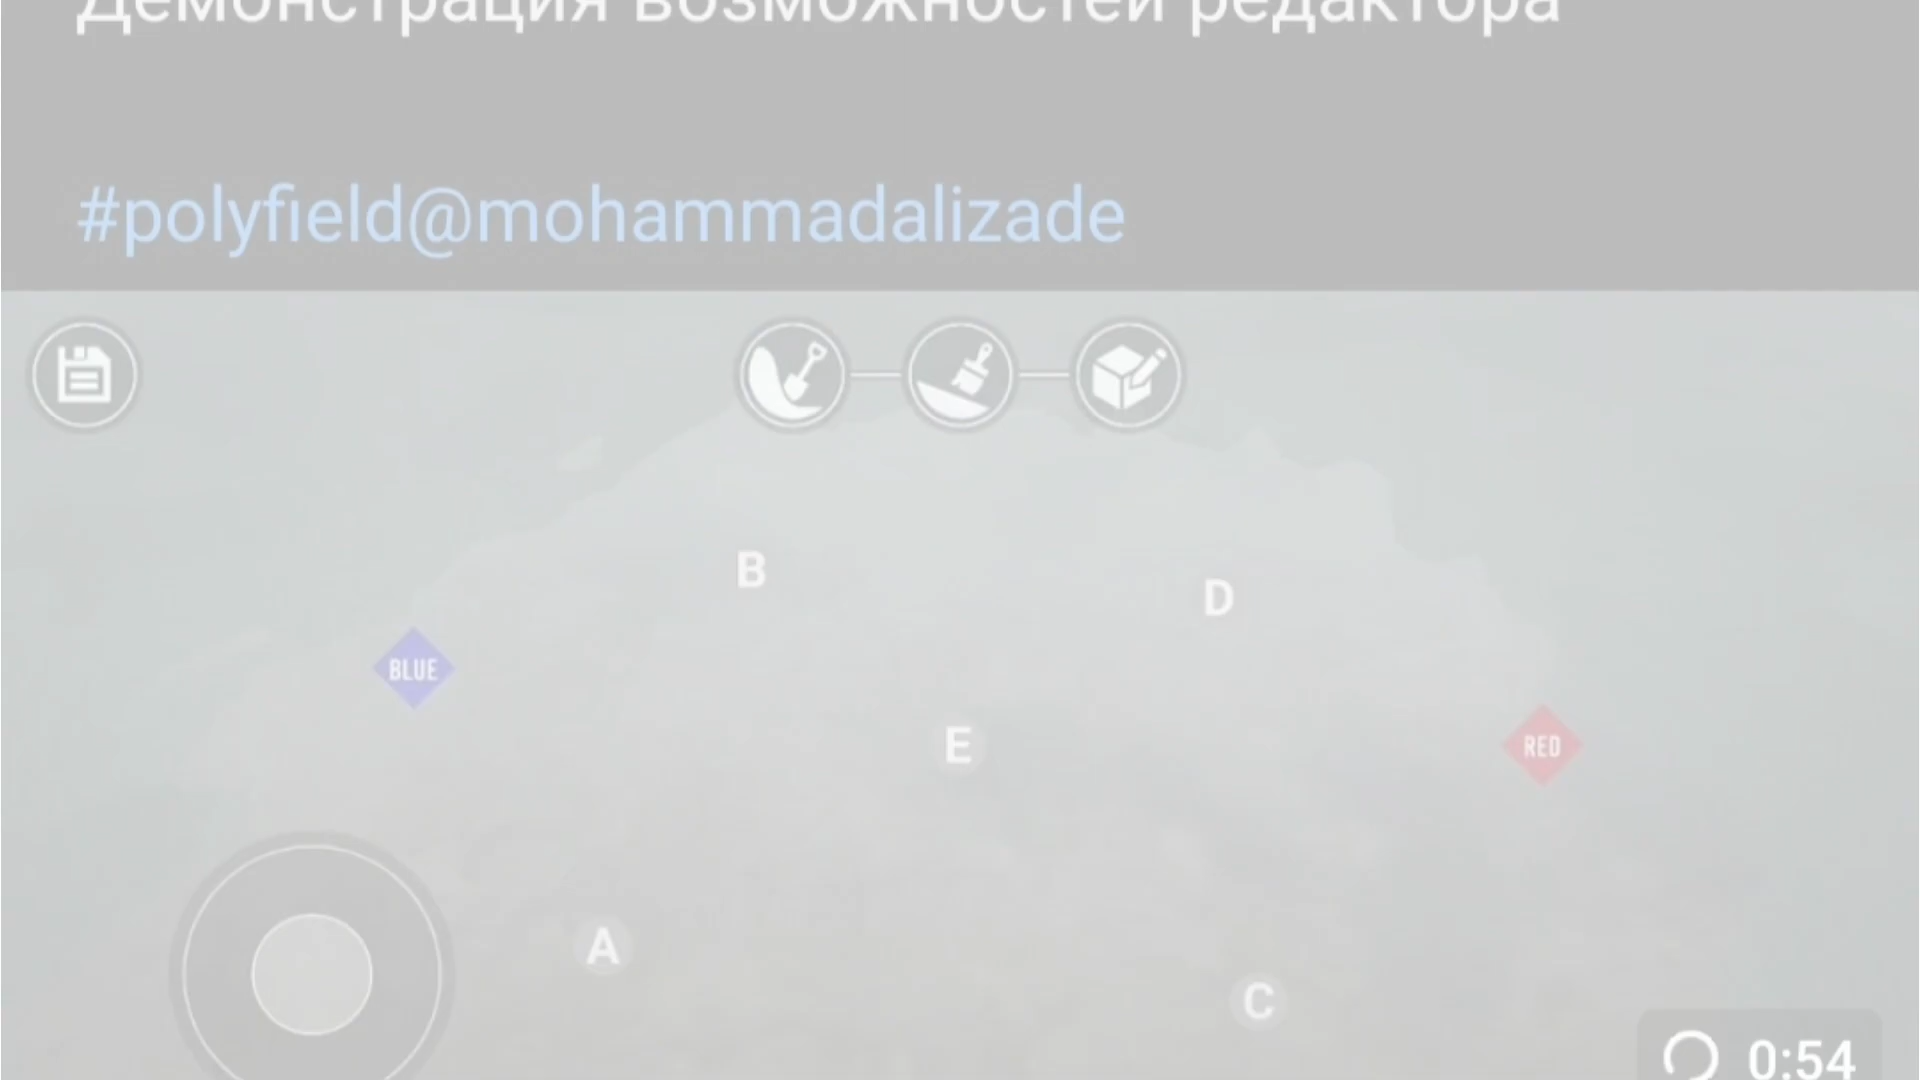 Демонстрация возможностей редактора
#polyfield@mohammadalizade
B
D
BLUE
E
RED
A
C
0:54